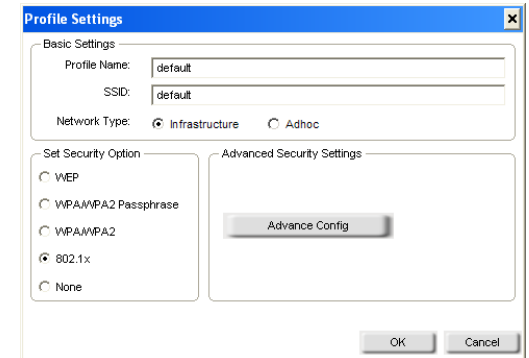 Profile Settings
Basic Settings
Profile Name: default
SSID: default
Network Type: Infrastructure Adhoc
Set Security Option
WEP
WPA/WPA2 Passphrase
WPA/WPA2
802.1x
None
Advanced Security Settings
Advance Config
OK Cancel